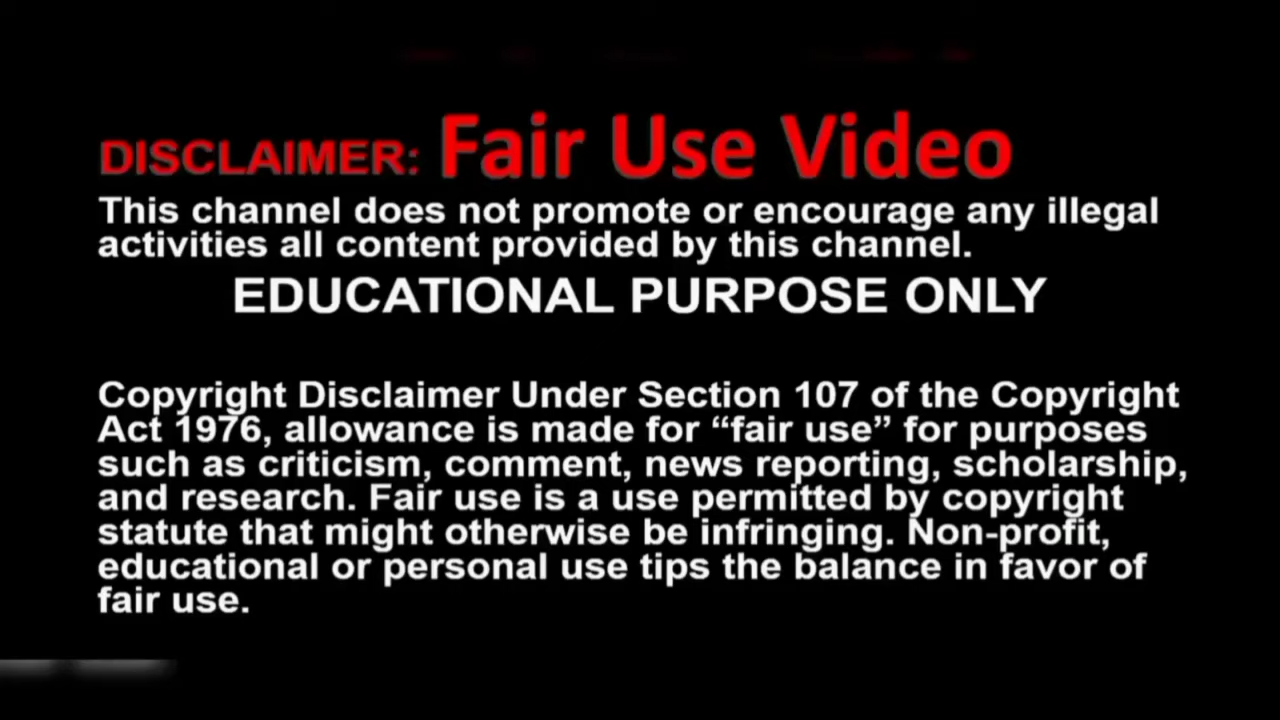 DISCLAIMER: Fair Use Video
This channel does not promote or encourage any illegal
activities all content provided by this channel.
EDUCATIONAL PURPOSE ONLY
Copyright Disclaimer Under Section 107 of the Copyright
Act 1976, allowance is made for “fair use” for purposes
such as criticism, comment, news reporting, scholarship,
and research. Fair use is a use permitted by copyright
statute that might otherwise be infringing. Non-profit,
educational or personal use tips the balance in favor of
fair use.